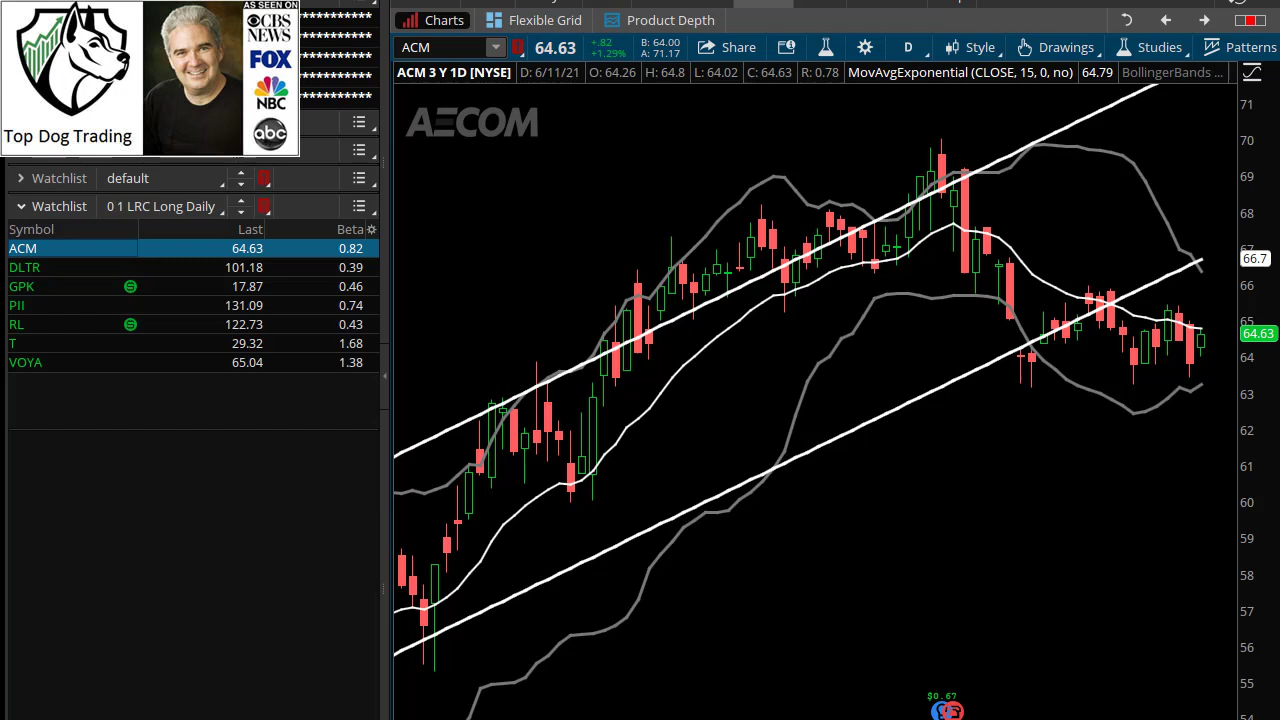 AS SEEN ON
CBS NEWS
FOX
NBC
abc
Top Dog Trading
Charts Flexible Grid Product Depth
ACM 64.63 +.82 +1.29% B: 64.00 A: 71.17 Share D Style Drawings Studies Patterns
ACM 3 Y 1D [NYSE] D: 6/11/21 O: 64.26 H: 64.8 L: 64.02 C: 64.63 R: 0.78 MovAvgExponential (CLOSE, 15, 0, no) 64.79 BollingerBands ...
AECOM
Watchlist default
Watchlist 0 1 LRC Long Daily
Symbol Last Beta
ACM 64.63 0.82
DLTR 101.18 0.39
GPK 17.87 0.46
PII 131.09 0.74
RL 122.73 0.43
T 29.32 1.68
VOYA 65.04 1.38
71
70
69
68
67
66.7
66
65
64.63
64
63
62
61
60
59
58
57
56
55
54
$0.67